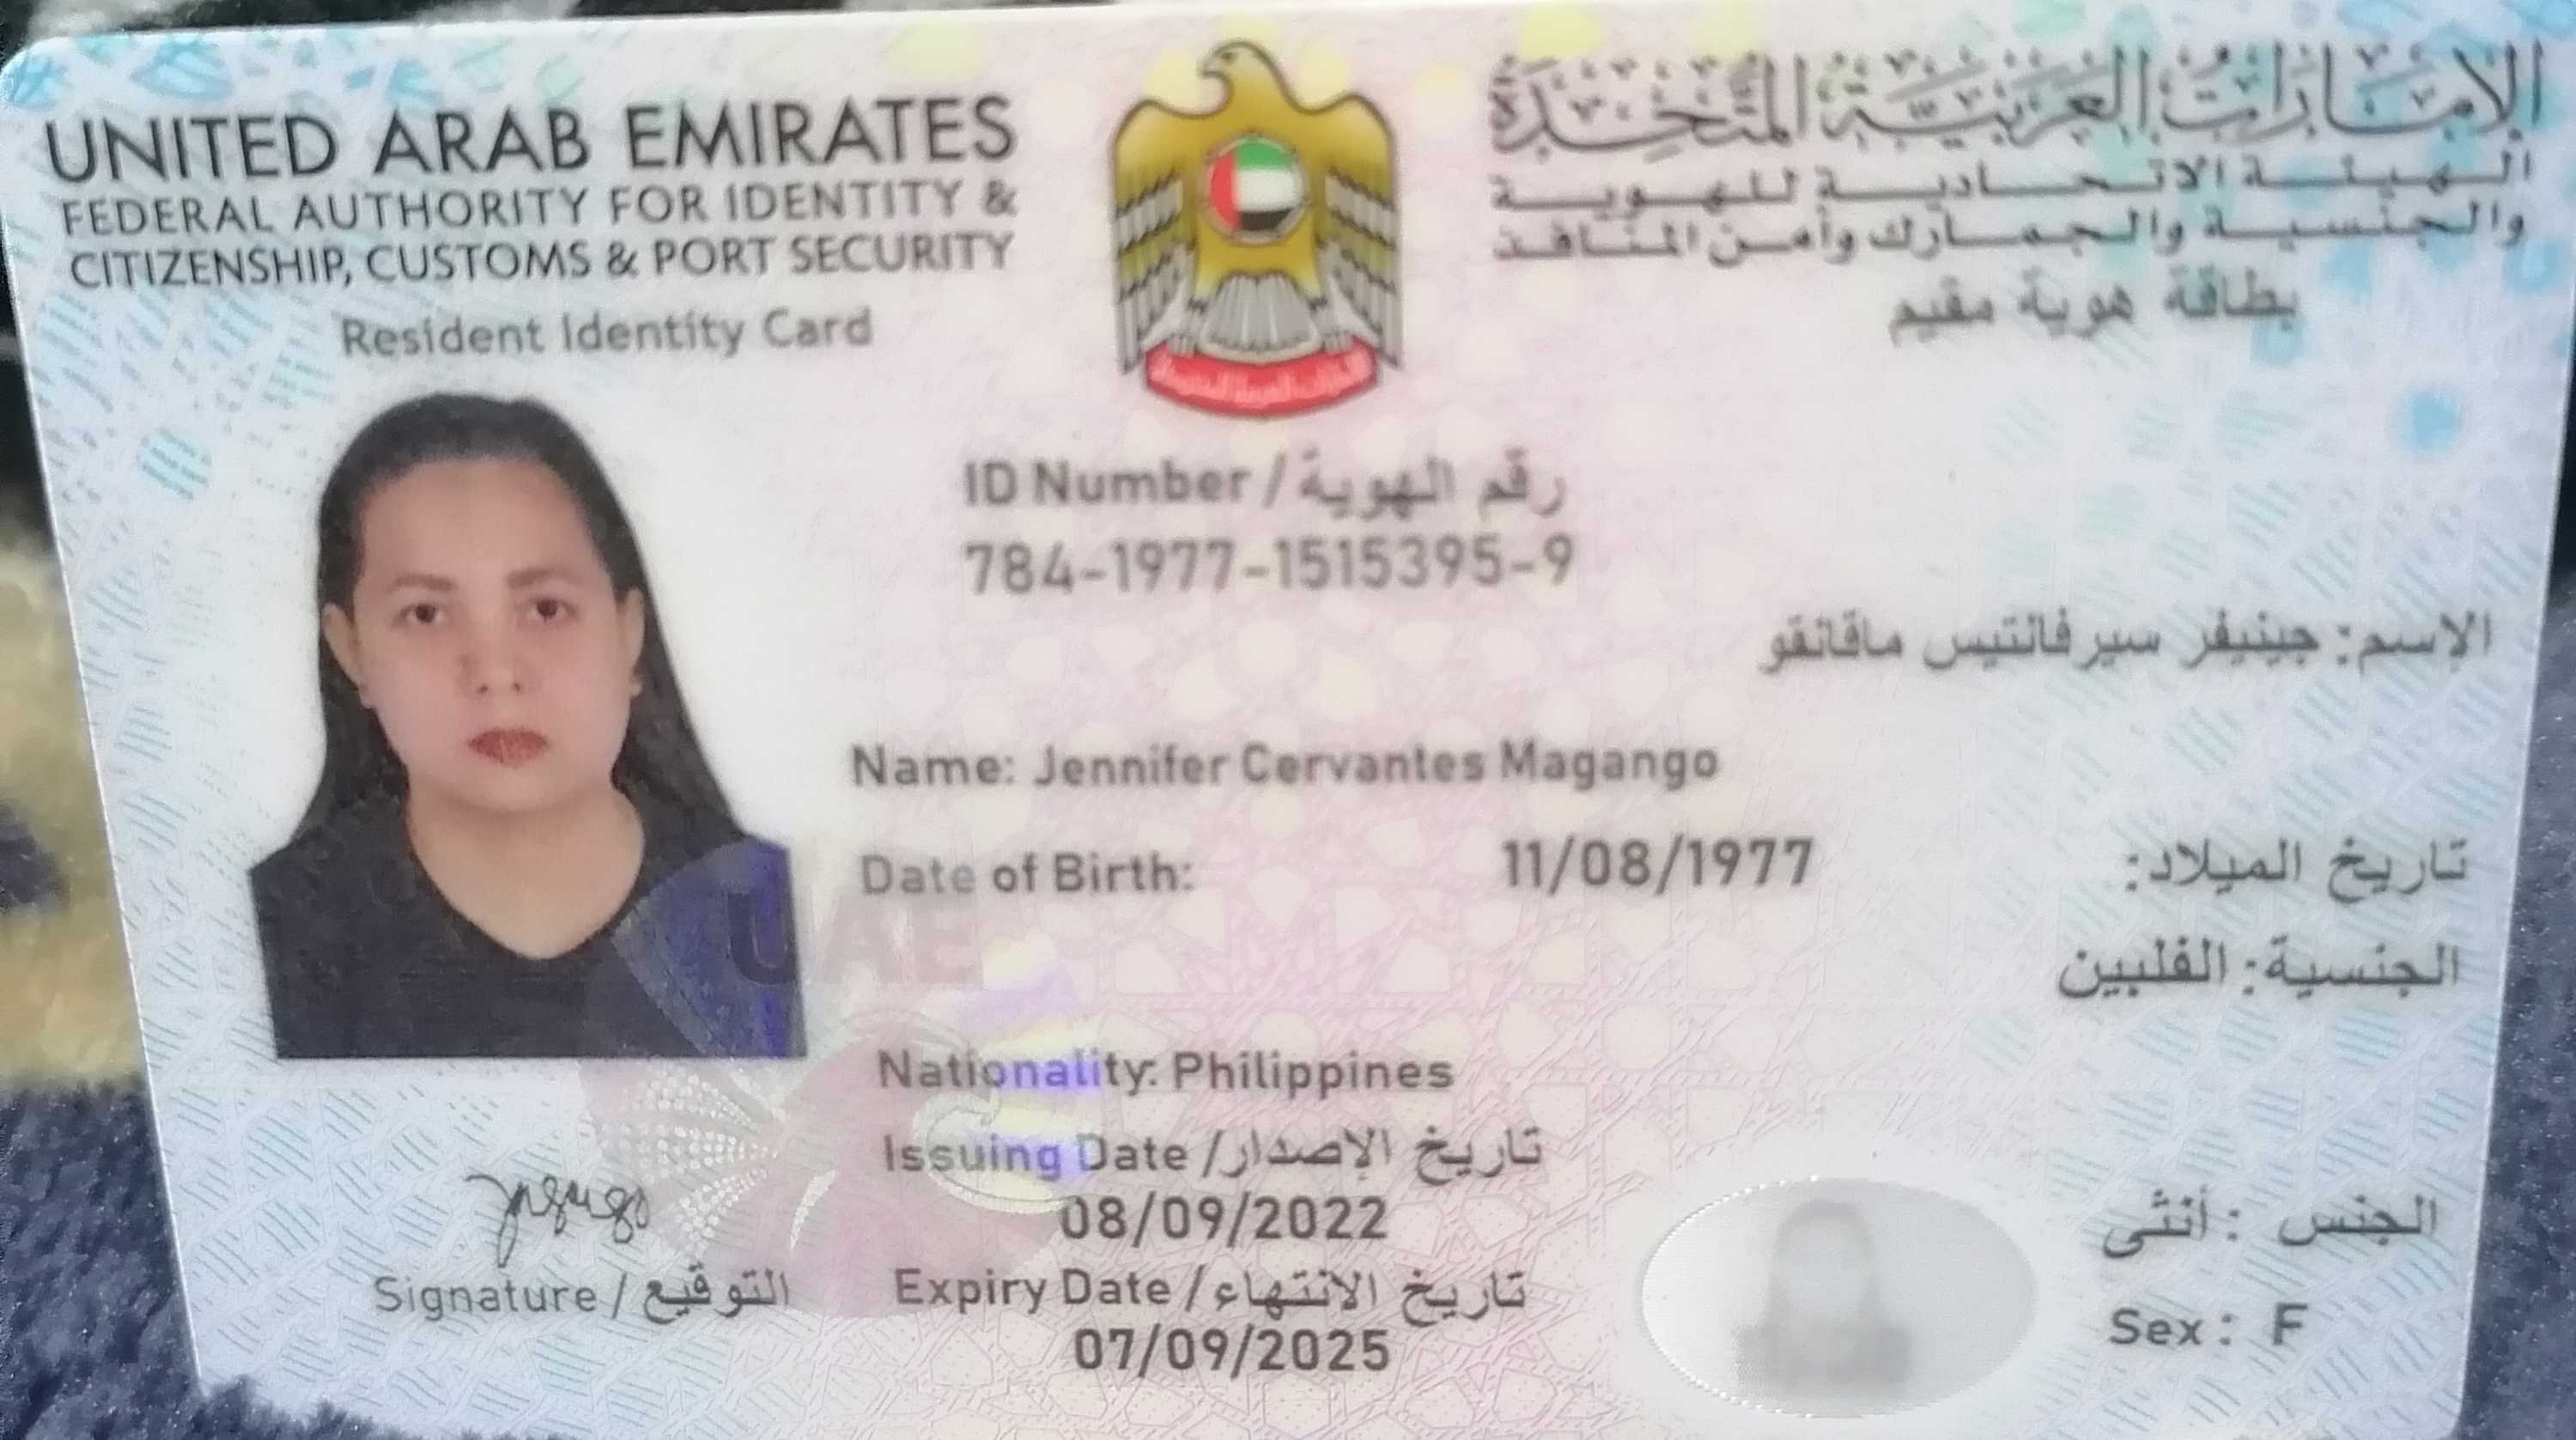 UNITED ARAB EMIRATES
FEDERAL AUTHORITY FOR IDENTITY &
CITIZENSHIP, CUSTOMS & PORT SECURITY
Resident Identity Card
الإمارات العربية المتحدة
الهيئة الاتحادية للهوية
والجنسية والجمارك وأمن المنافذ
بطاقة هوية مقيم
ID Number / رقم الهوية
784-1977-1515395-9
الإسم: جينيفر سيرفانتيس ماقانقو
Name: Jennifer Cervantes Magango
Date of Birth: 11/08/1977 تاريخ الميلاد:
الجنسية: الفلبين
UAE
Nationality: Philippines
Issuing Date / تاريخ الإصدار
08/09/2022
Expiry Date / تاريخ الانتهاء
07/09/2025
Signature / التوقيع
الجنس : أنثى
Sex : F